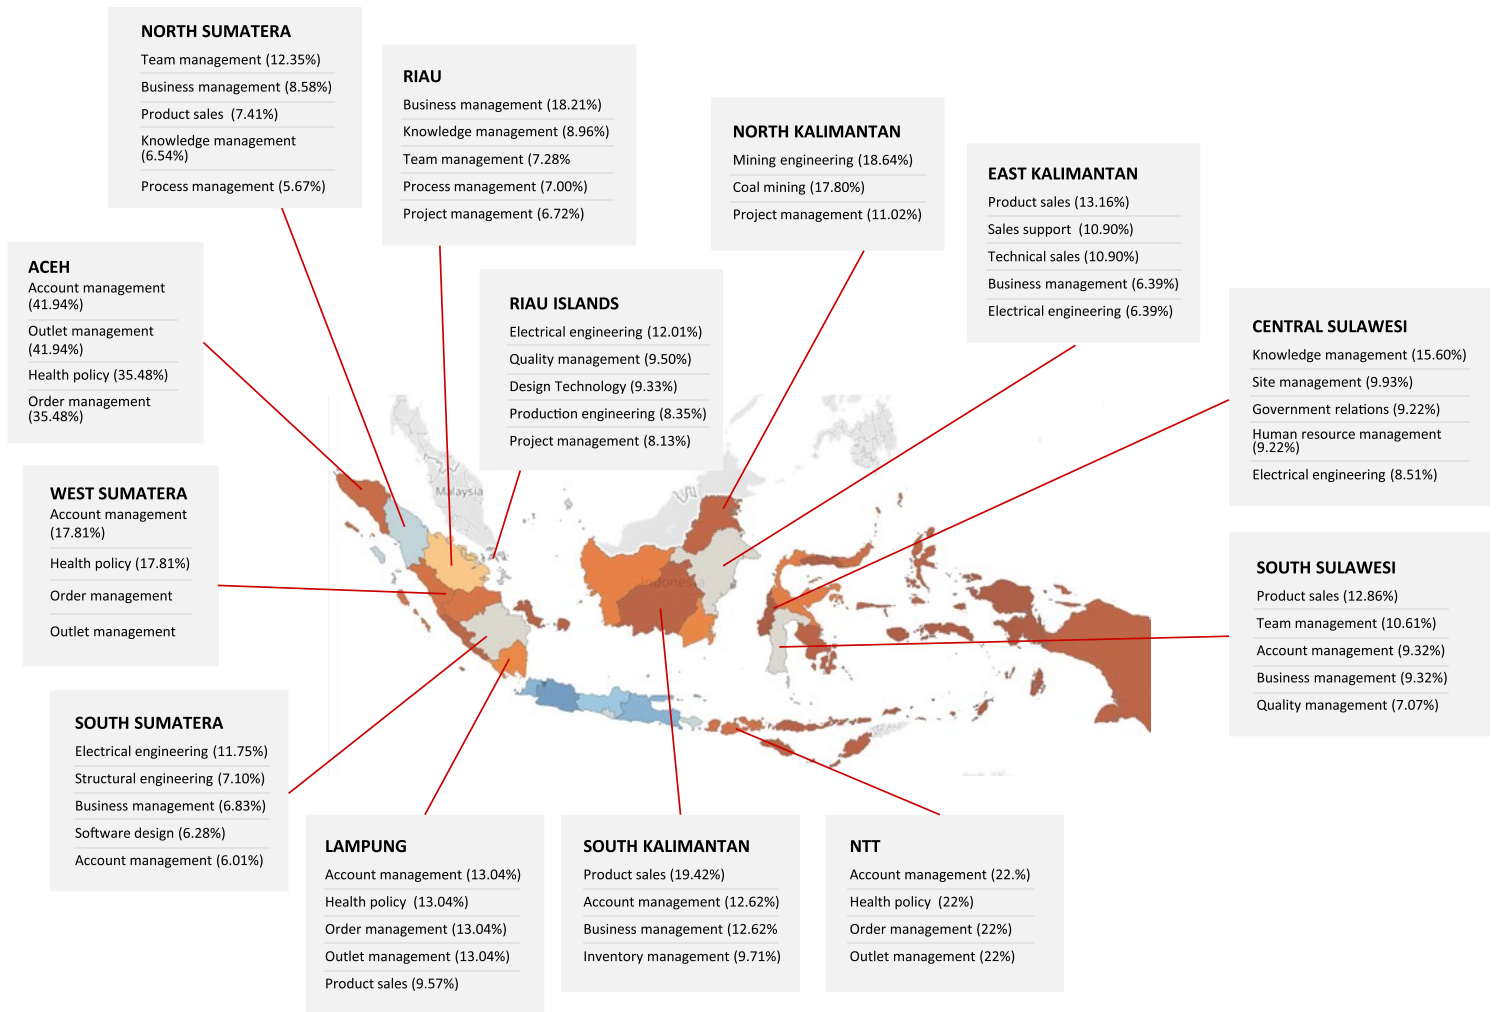 NORTH SUMATERA
Team management (12.35%)
Business management (8.58%)
Product sales  (7.41%)
Knowledge management
(6.54%)
Process management (5.67%)
RIAU
Business management (18.21%)
Knowledge management (8.96%)
Team management (7.28%
Process management (7.00%)
Project management (6.72%)
NORTH KALIMANTAN
Mining engineering (18.64%)
Coal mining (17.80%)
Project management (11.02%)
EAST KALIMANTAN
Product sales (13.16%)
Sales support  (10.90%)
Technical sales (10.90%)
Business management (6.39%)
Electrical engineering (6.39%)
ACEH
Account management
(41.94%)
Outlet management
(41.94%)
Health policy (35.48%)
Order management
(35.48%)
RIAU ISLANDS
Electrical engineering (12.01%)
Quality management (9.50%)
Design Technology (9.33%)
Production engineering (8.35%)
Project management (8.13%)
CENTRAL SULAWESI
Knowledge management (15.60%)
Site management (9.93%)
Government relations (9.22%)
Human resource management
(9.22%)
Electrical engineering (8.51%)
WEST SUMATERA
Account management
(17.81%)
Health policy (17.81%)
Order management
Outlet management
Malaysia
Indonesia
SOUTH SULAWESI
Product sales (12.86%)
Team management (10.61%)
Account management (9.32%)
Business management (9.32%)
Quality management (7.07%)
SOUTH SUMATERA
Electrical engineering (11.75%)
Structural engineering (7.10%)
Business management (6.83%)
Software design (6.28%)
Account management (6.01%)
LAMPUNG
Account management (13.04%)
Health policy  (13.04%)
Order management (13.04%)
Outlet management (13.04%)
Product sales (9.57%)
SOUTH KALIMANTAN
Product sales (19.42%)
Account management (12.62%)
Business management (12.62%
Inventory management (9.71%)
NTT
Account management (22.%)
Health policy  (22%)
Order management (22%)
Outlet management (22%)